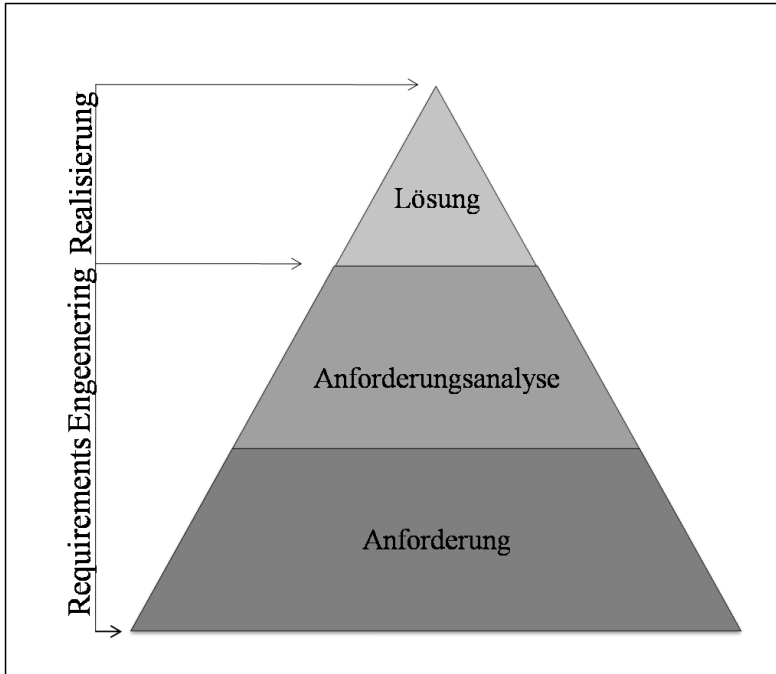 Realisierung
Requirements Engeenering
Lösung
Anforderungsanalyse
Anforderung